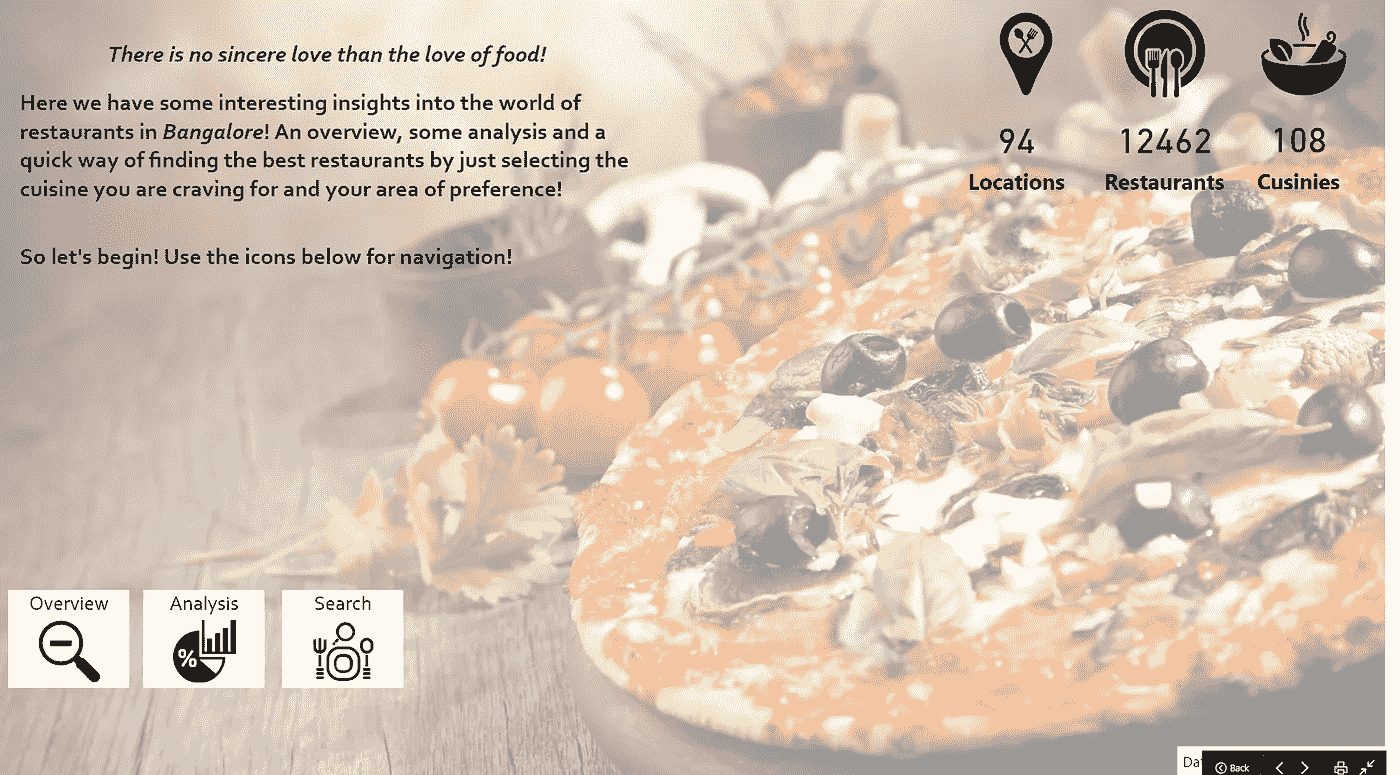 There is no sincere love than the love of food!
Here we have some interesting insights into the world of
restaurants in Bangalore! An overview, some analysis and a
quick way of finding the best restaurants by just selecting the
cuisine you are craving for and your area of preference!
So let's begin! Use the icons below for navigation!
94
Locations
12462
Restaurants
108
Cusinies
Overview
Analysis
%
Search
Back